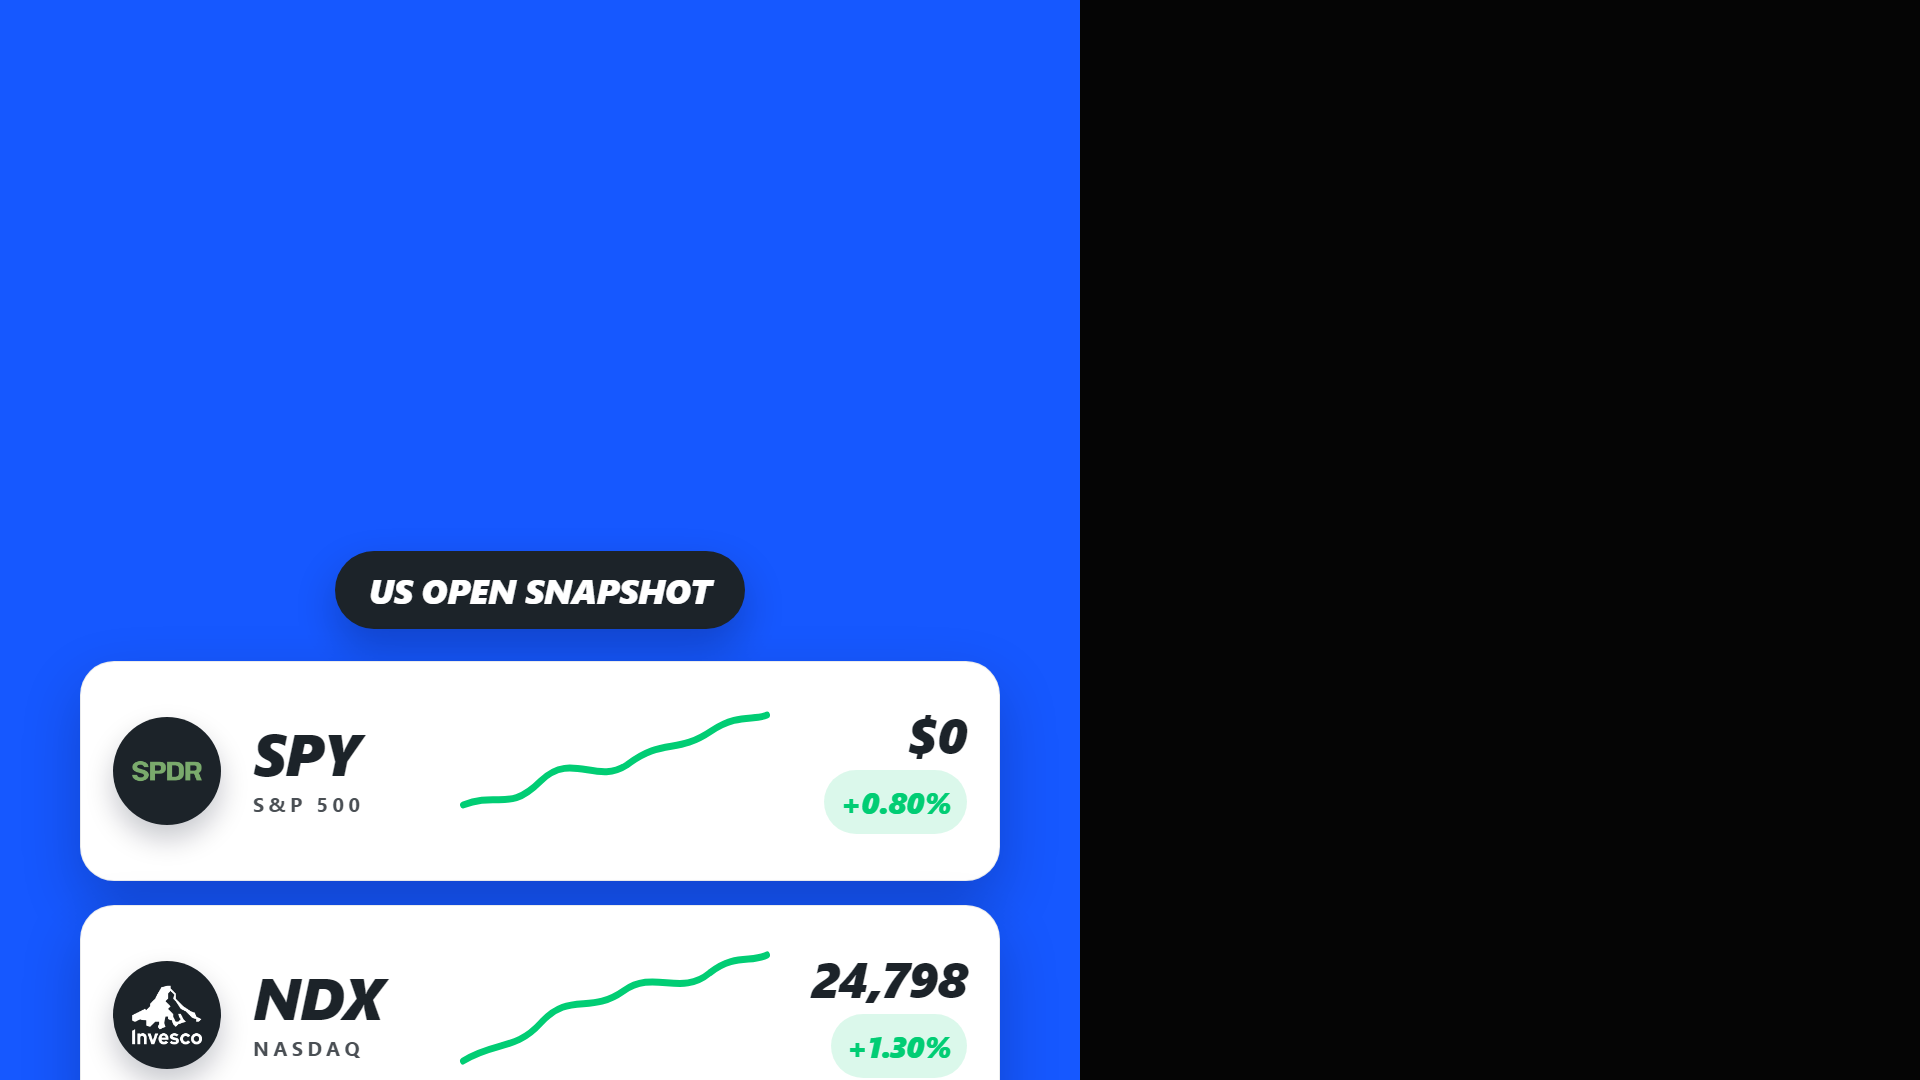 US OPEN SNAPSHOT
SPDR
SPY
S&P 500
$0
+0.80%
Invesco
NDX
NASDAQ
24,798
+1.30%